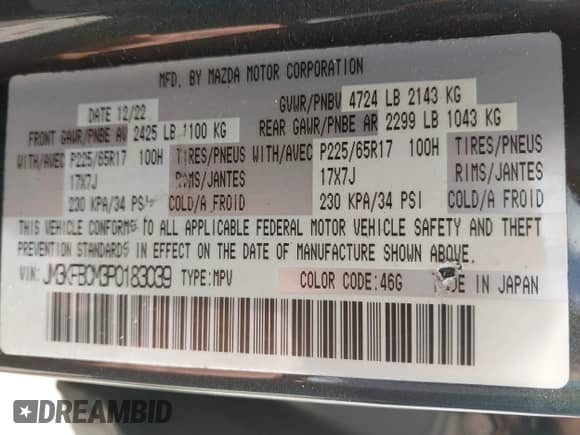 MFD. BY MAZDA MOTOR CORPORATION
DATE 12/22 GVWR/PNBV 4724 LB 2143 KG
FRONT GAWR/PNBE AV 2425 LB 1100 KG REAR GAWR/PNBE AR 2299 LB 1043 KG
WITH/AVEC P225/65R17 100H TIRES/PNEUS WITH/AVEC P225/65R17 100H TIRES/PNEUS
17X7J RIMS/JANTES 17X7J RIMS/JANTES
230 KPA/34 PSI COLD/A FROID 230 KPA/34 PSI COLD/A FROID
THIS VEHICLE CONFORMS TO ALL APPLICABLE FEDERAL MOTOR VEHICLE SAFETY AND THEFT
PREVENTION STANDARDS IN EFFECT ON THE DATE OF MANUFACTURE SHOWN ABOVE.
VIN: JM3KFBCM3P0183039 TYPE:MPV COLOR CODE:46G MADE IN JAPAN
DREAMBID